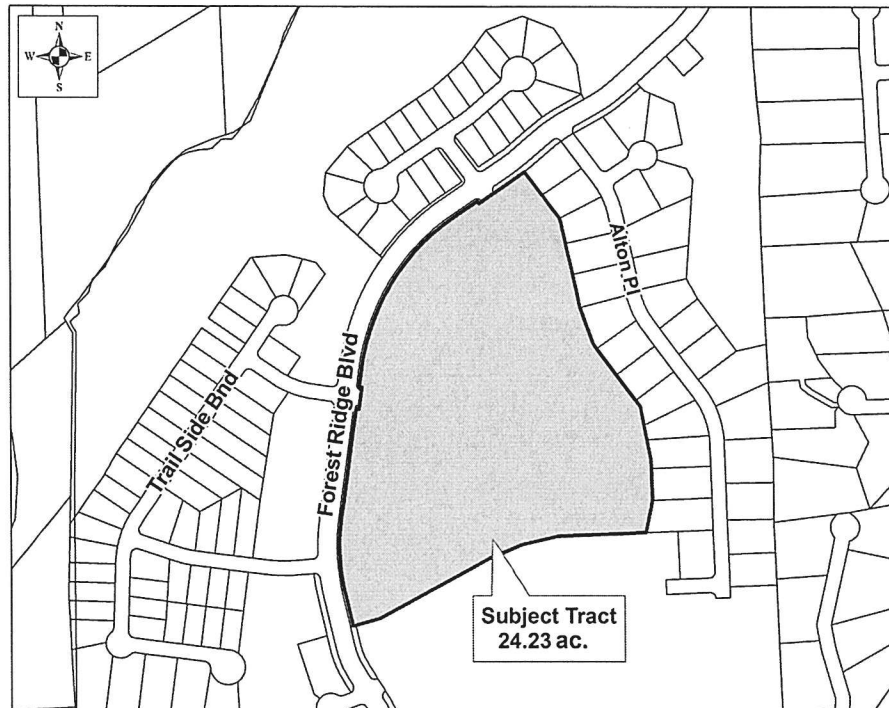 N
W E
S
Alton Pl
Forest Ridge Blvd
Trail Side Bnd
Subject Tract
24.23 ac.